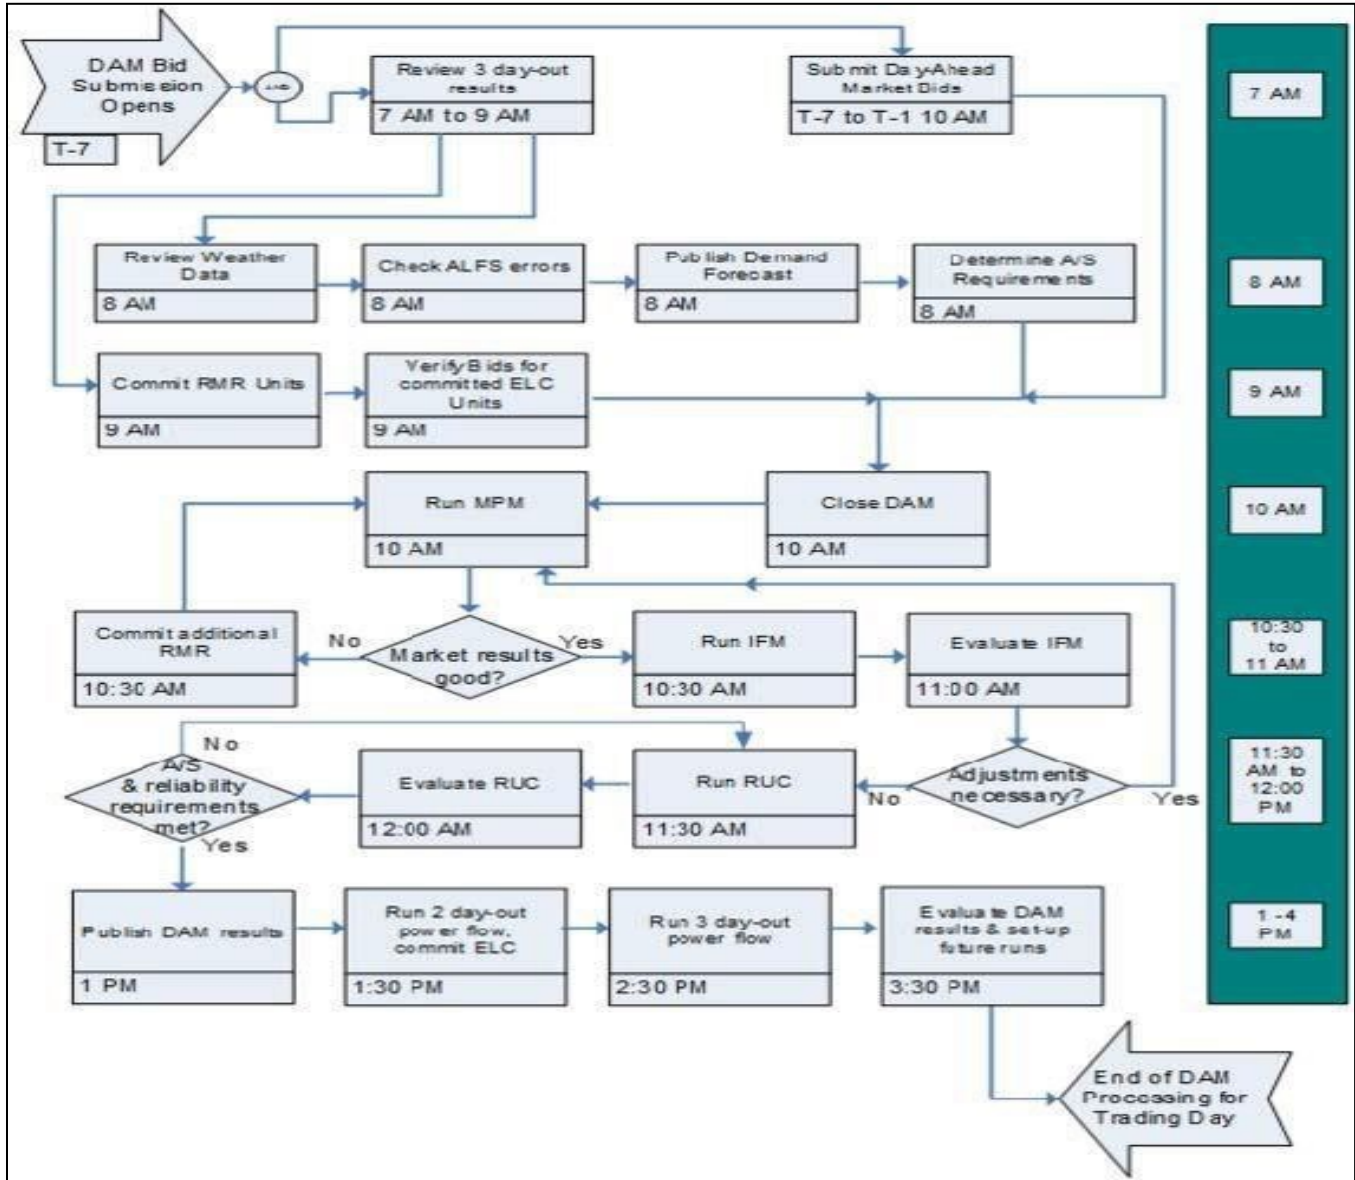 DAM Bid
Submission
Opens
T-7
AND
Review 3 day-out
results
7 AM to 9 AM
Submit Day-Ahead
Market Bids
T-7 to T-1 10 AM
7 AM
Review Weather
Data
8 AM
Check ALFS errors
8 AM
Publish Demand
Forecast
8 AM
Determine A/S
Requirements
8 AM
8 AM
Commit RMR Units
9 AM
Verify Bids for
committed ELC
Units
9 AM
9 AM
Run MPM
10 AM
Close DAM
10 AM
10 AM
Commit additional
RMR
10:30 AM
No
Market results
good?
Yes
Run IFM
10:30 AM
Evaluate IFM
11:00 AM
10:30
to
11 AM
No
A/S
& reliability
requirements
met?
Yes
Evaluate RUC
12:00 AM
Run RUC
11:30 AM
No
Adjustments
necessary?
Yes
11:30
AM to
12:00
PM
Publish DAM results
1 PM
Run 2 day-out
power flow,
commit ELC
1:30 PM
Run 3 day-out
power flow
2:30 PM
Evaluate DAM
results & set-up
future runs
3:30 PM
1 -4
PM
End of DAM
Processing for
Trading Day